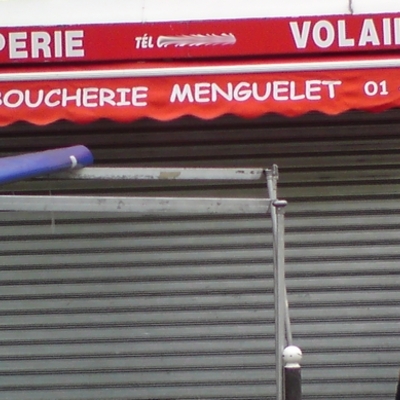 PERIE TÉL VOLAI
BOUCHERIE MENGUELET 01